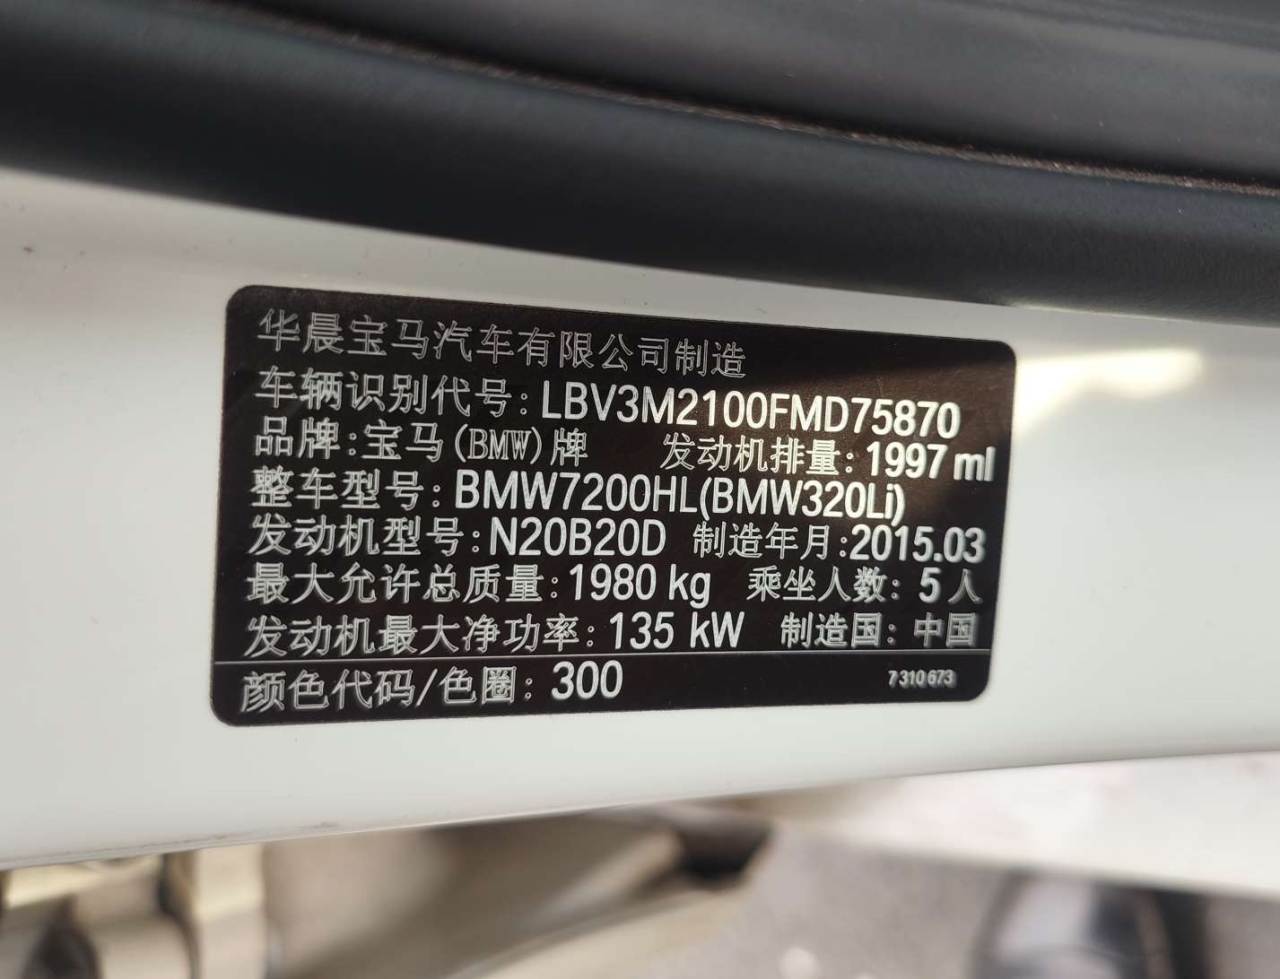 华晨宝马汽车有限公司制造
车辆识别代号: LBV3M2100FMD75870
品牌:宝马(BMW)牌 发动机排量: 1997 ml
整车型号: BMW7200HL(BMW320Li)
发动机型号: N20B20D 制造年月:2015.03
最大允许总质量: 1980 kg 乘坐人数: 5人
发动机最大净功率: 135 kW 制造国: 中国
颜色代码/色圈: 300 7310673